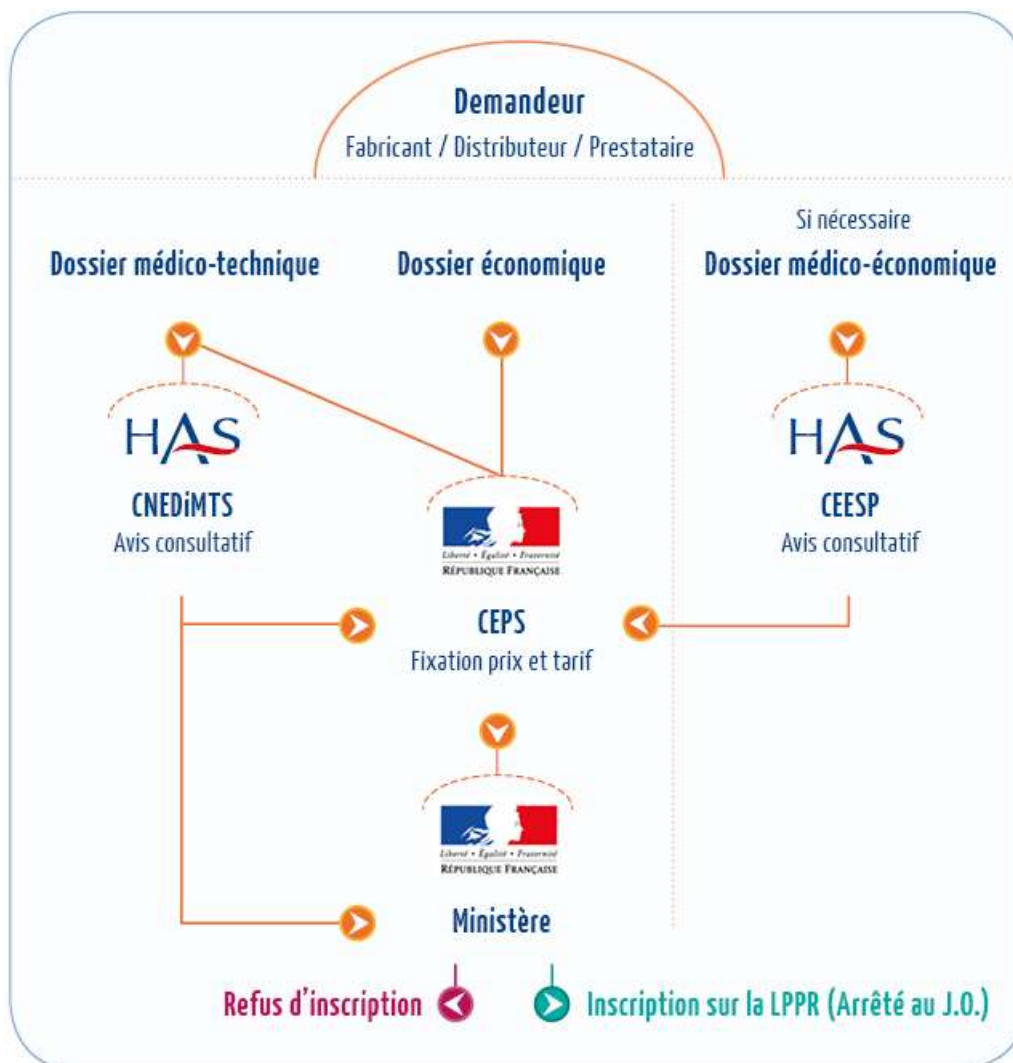 Demandeur
Fabricant / Distributeur / Prestataire
Si nécessaire
Dossier médico-technique
Dossier économique
Dossier médico-économique
HAS
HAS
CNEDiMTS
Avis consultatif
Liberté • Égalité • Fraternité
RÉPUBLIQUE FRANÇAISE
CEESP
Avis consultatif
CEPS
Fixation prix et tarif
Liberté • Égalité • Fraternité
RÉPUBLIQUE FRANÇAISE
Ministère
Refus d'inscription
Inscription sur la LPPR (Arrêté au J.O.)